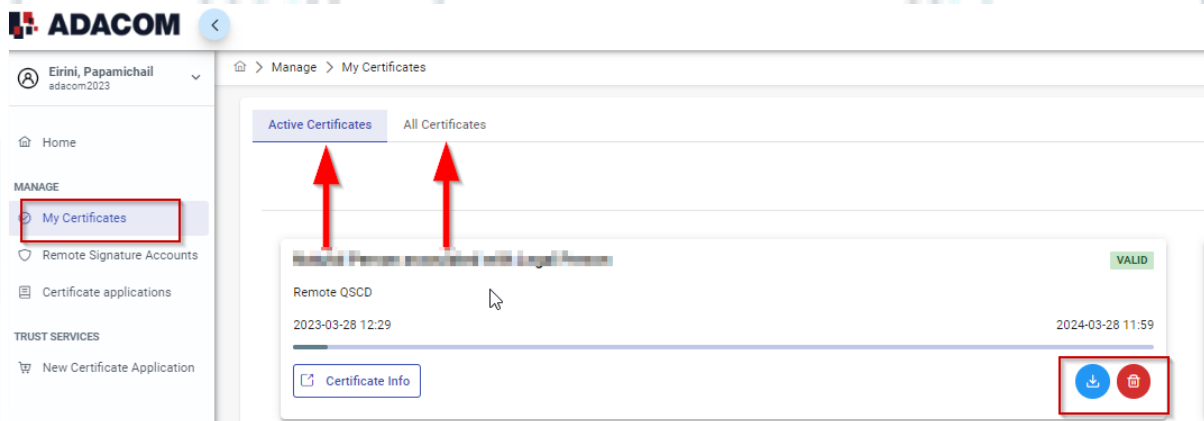 ADACOM
Eirini, Papamichail
adacom2023
Manage > My Certificates
Home
MANAGE
My Certificates
Remote Signature Accounts
Certificate applications
TRUST SERVICES
New Certificate Application
Active Certificates
All Certificates
VALID
Remote QSCD
2023-03-28 12:29
2024-03-28 11:59
Certificate Info